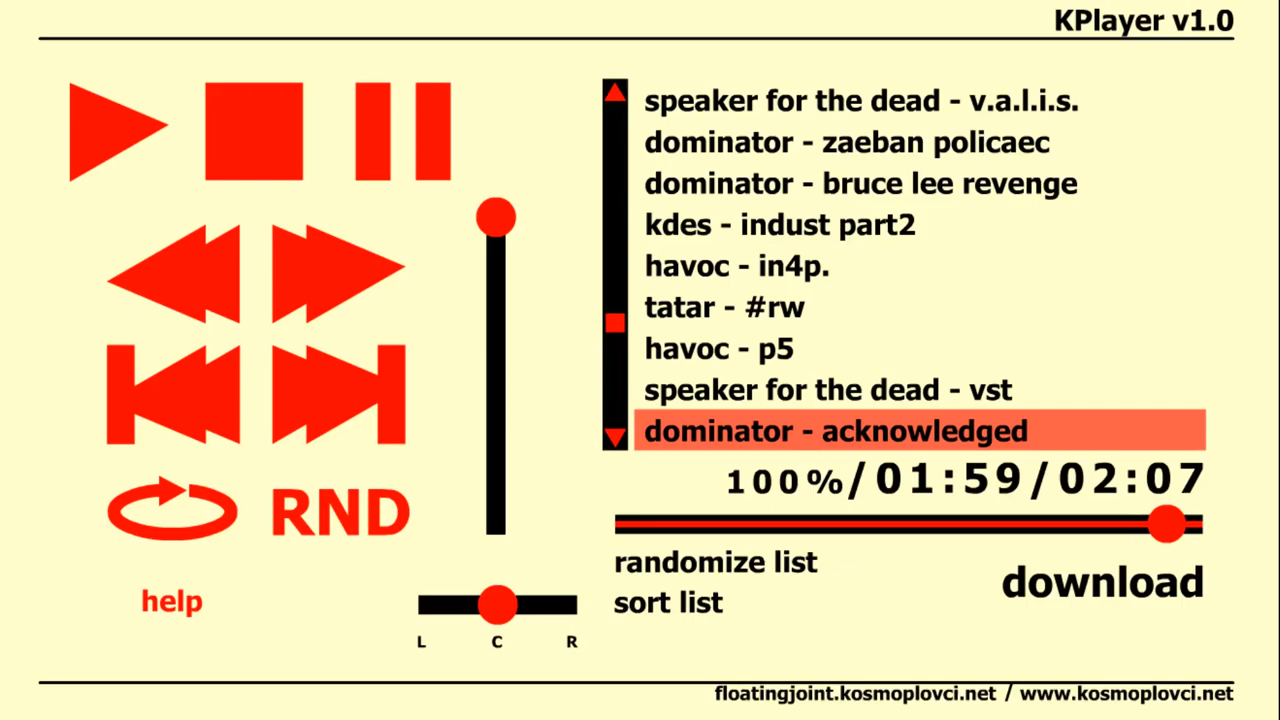 KPlayer v1.0
speaker for the dead - v.a.l.i.s.
dominator - zaeban policaec
dominator - bruce lee revenge
kdes - indust part2
havoc - in4p.
tatar - #rw
havoc - p5
speaker for the dead - vst
dominator - acknowledged
100%/01:59/02:07
RND
randomize list
download
help
sort list
L C R
floatingjoint.kosmoplovci.net / www.kosmoplovci.net